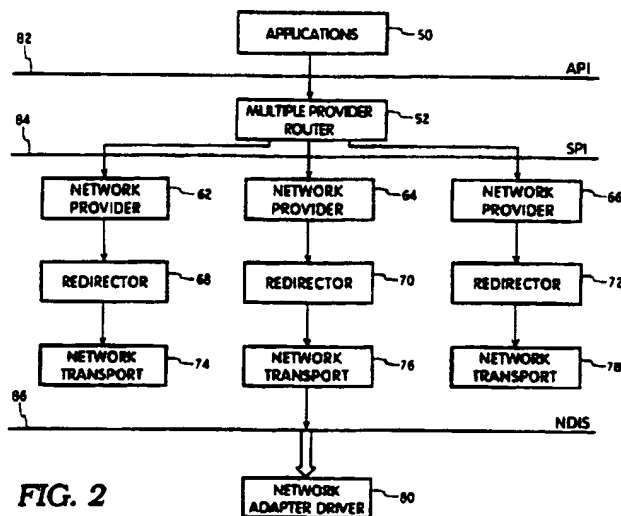 APPLICATIONS
50
82
API
MULTIPLE PROVIDER
ROUTER
52
84
SPI
NETWORK
PROVIDER
62
NETWORK
PROVIDER
64
NETWORK
PROVIDER
66
REDIRECTOR
68
REDIRECTOR
70
REDIRECTOR
72
NETWORK
TRANSPORT
74
NETWORK
TRANSPORT
76
NETWORK
TRANSPORT
78
86
NDIS
NETWORK
ADAPTER DRIVER
80
FIG. 2